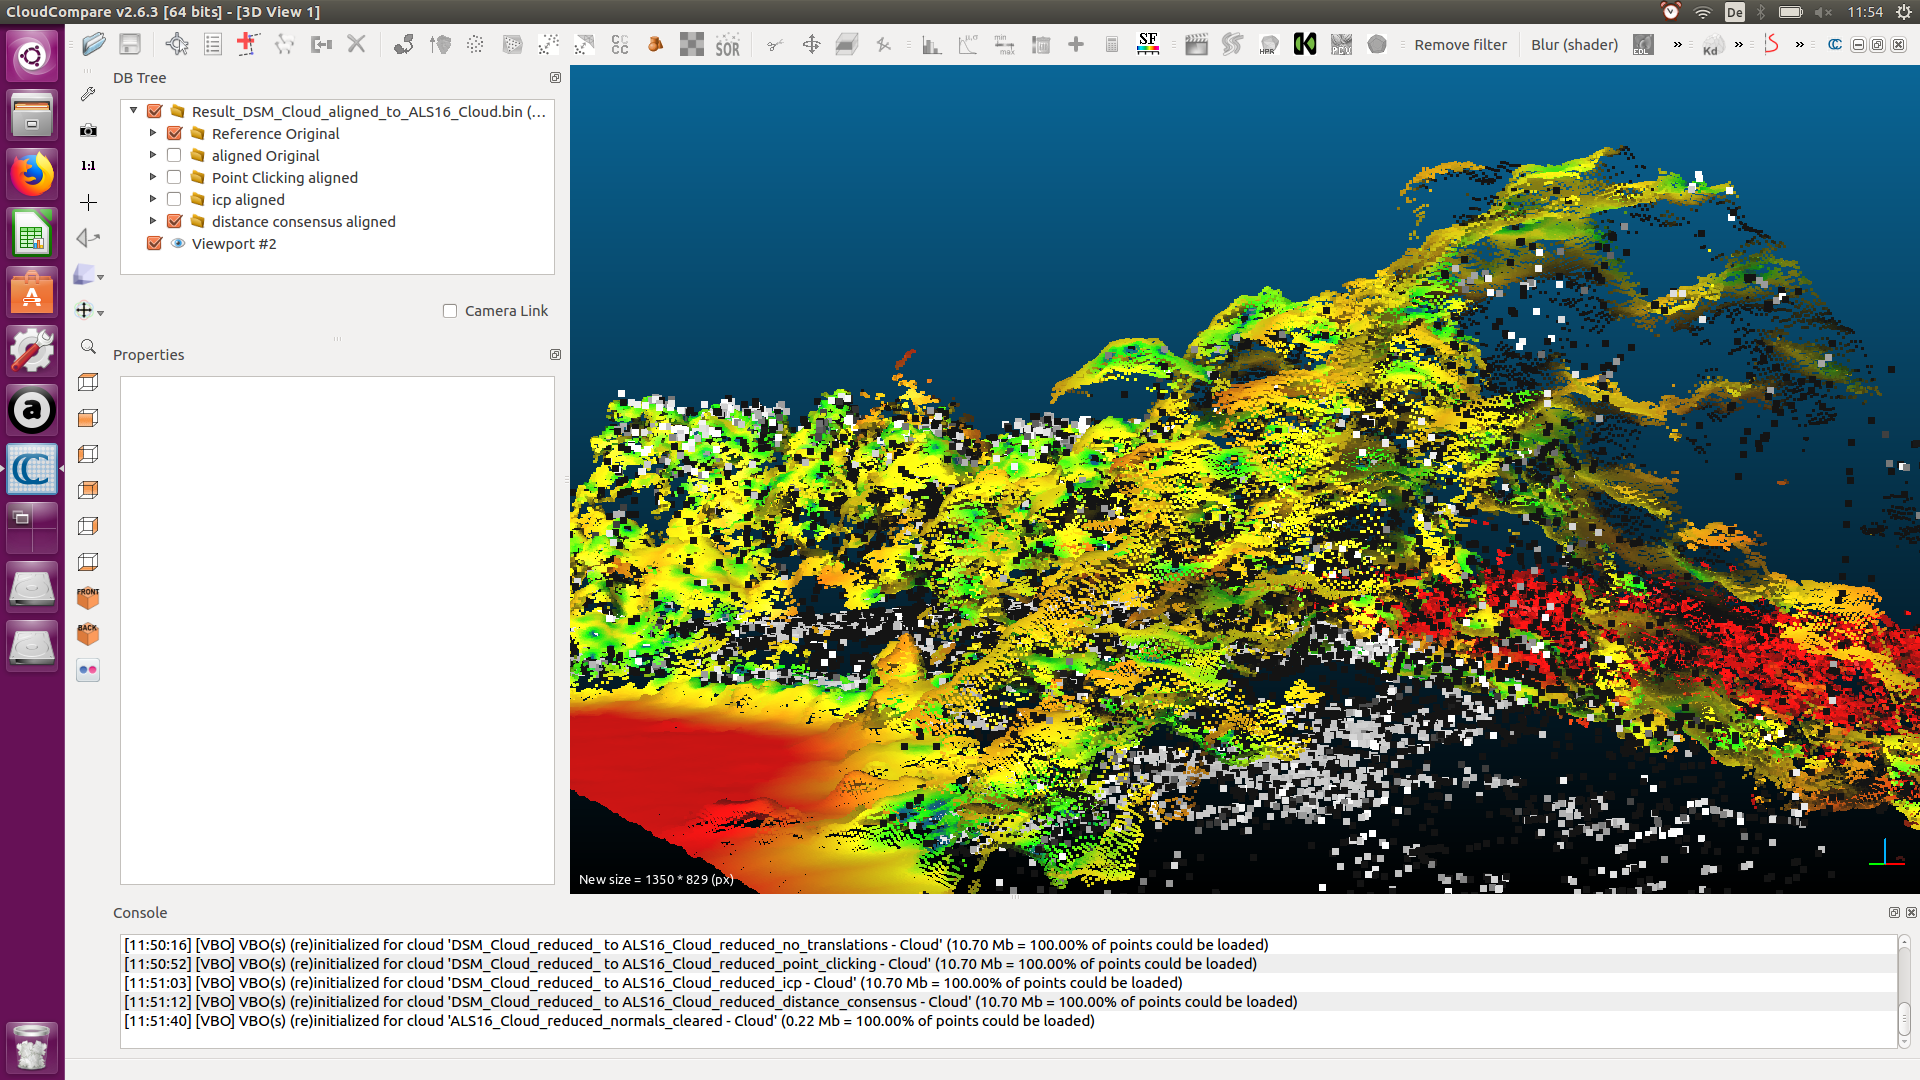 CloudCompare v2.6.3 [64 bits] - [3D View 1]
De
11:54
SOR
min
max
SF
HPR
PCV
Remove filter
Blur (shader)
EDL
»
Kd
»
»
DB Tree
Result_DSM_Cloud_aligned_to_ALS16_Cloud.bin (...
Reference Original
aligned Original
Point Clicking aligned
icp aligned
distance consensus aligned
Viewport #2
1:1
Camera Link
Properties
FRONT
BACK
New size = 1350 * 829 (px)
Console
[11:50:16] [VBO] VBO(s) (re)initialized for cloud 'DSM_Cloud_reduced_ to ALS16_Cloud_reduced_no_translations - Cloud' (10.70 Mb = 100.00% of points could be loaded)
[11:50:52] [VBO] VBO(s) (re)initialized for cloud 'DSM_Cloud_reduced_ to ALS16_Cloud_reduced_point_clicking - Cloud' (10.70 Mb = 100.00% of points could be loaded)
[11:51:03] [VBO] VBO(s) (re)initialized for cloud 'DSM_Cloud_reduced_ to ALS16_Cloud_reduced_icp - Cloud' (10.70 Mb = 100.00% of points could be loaded)
[11:51:12] [VBO] VBO(s) (re)initialized for cloud 'DSM_Cloud_reduced_ to ALS16_Cloud_reduced_distance_consensus - Cloud' (10.70 Mb = 100.00% of points could be loaded)
[11:51:40] [VBO] VBO(s) (re)initialized for cloud 'ALS16_Cloud_reduced_normals_cleared - Cloud' (0.22 Mb = 100.00% of points could be loaded)